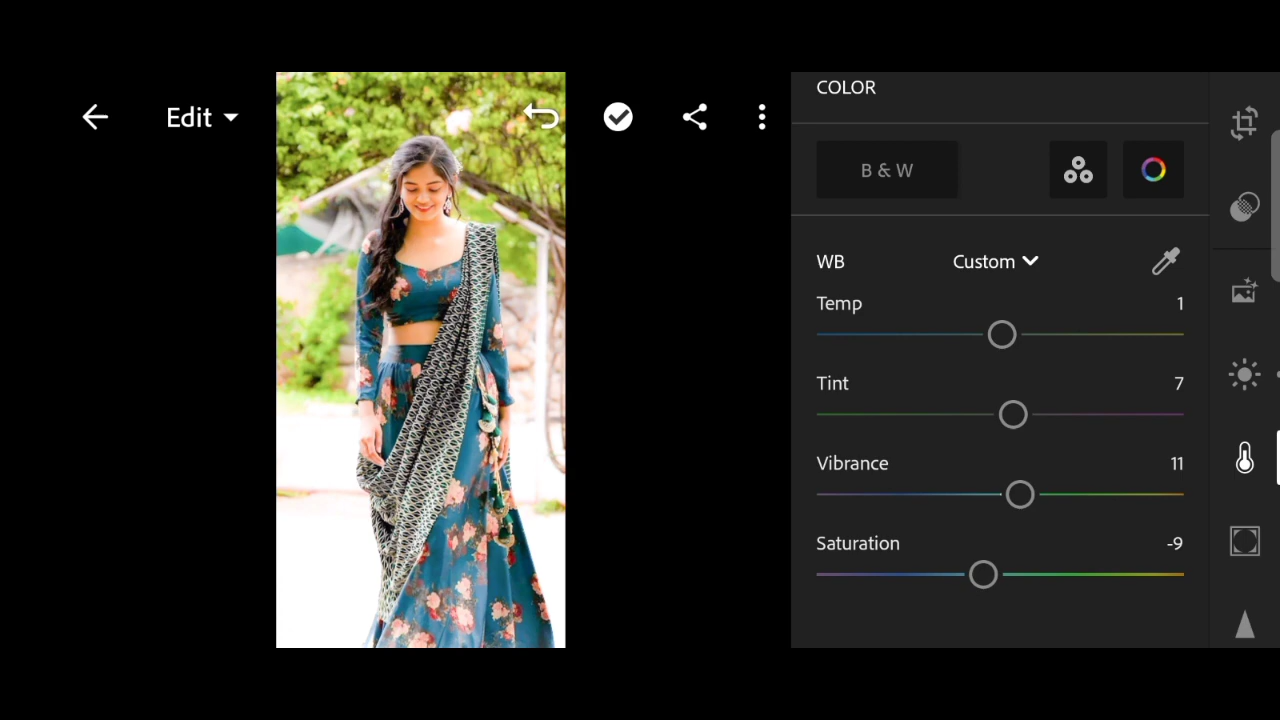 Edit
COLOR
B & W
WB Custom
Temp 1
Tint 7
Vibrance 11
Saturation -9